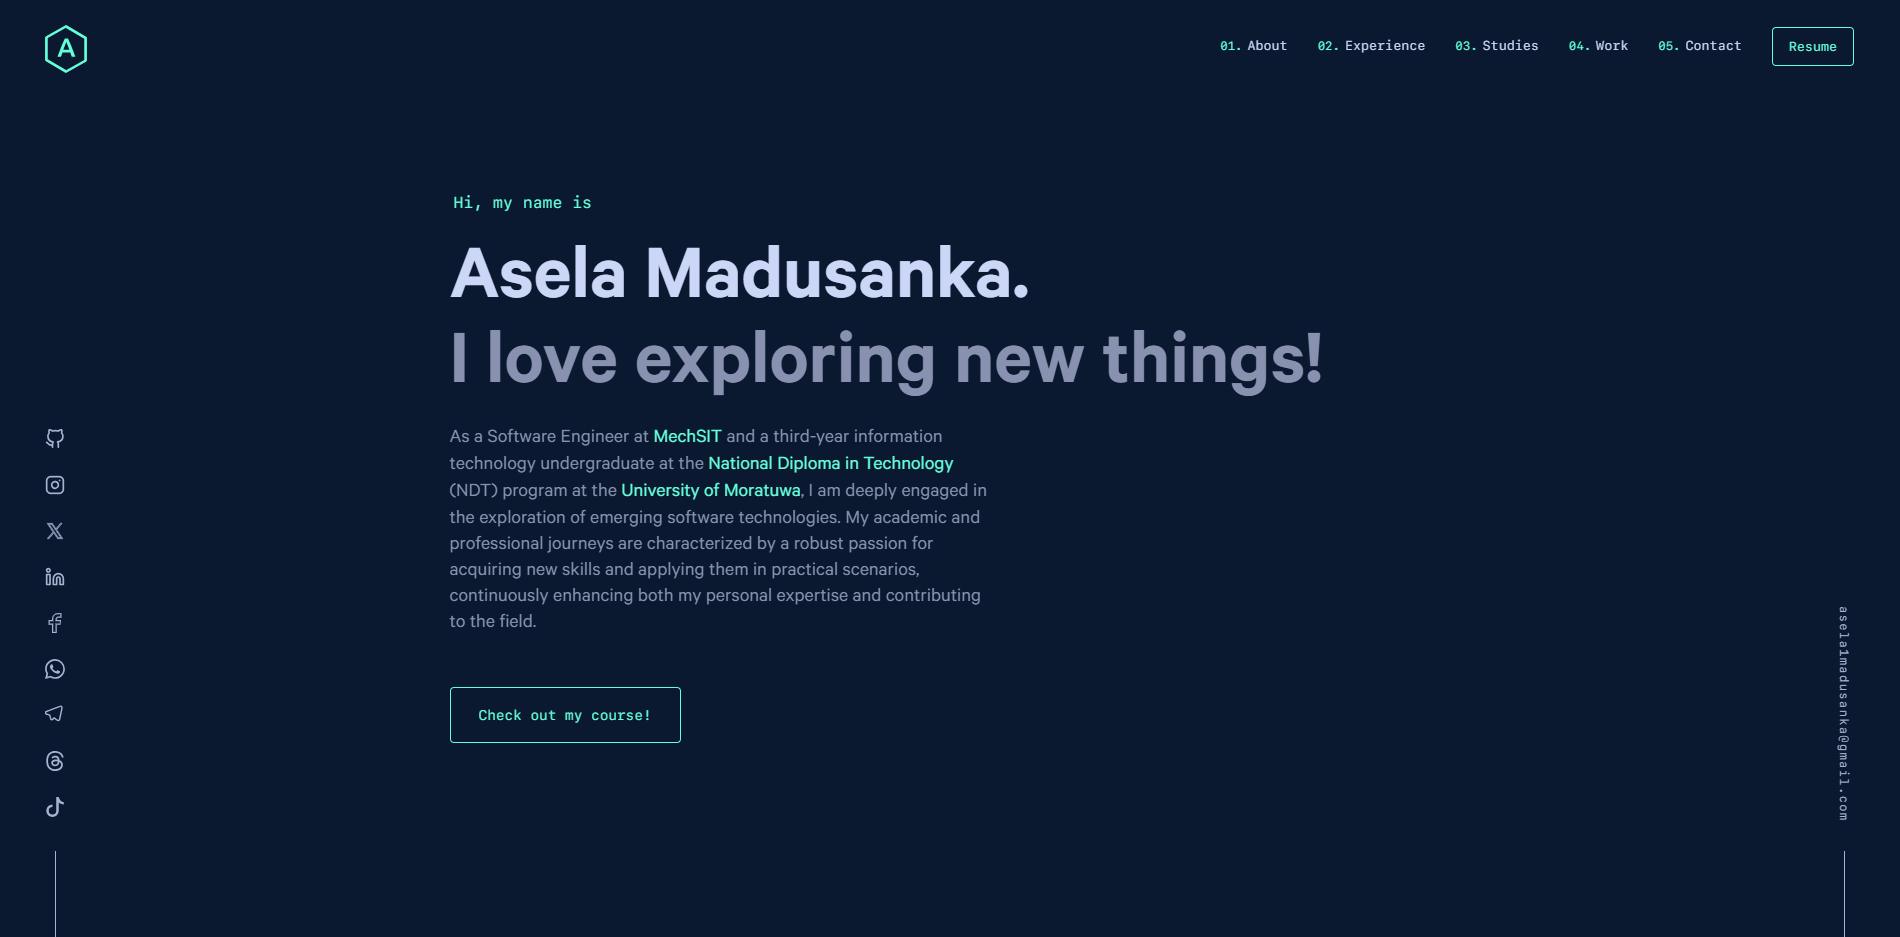 A
01. About 02. Experience 03. Studies 04. Work 05. Contact Resume
Hi, my name is
Asela Madusanka.
I love exploring new things!
As a Software Engineer at MechSIT and a third-year information
technology undergraduate at the National Diploma in Technology
(NDT) program at the University of Moratuwa, I am deeply engaged in
the exploration of emerging software technologies. My academic and
professional journeys are characterized by a robust passion for
acquiring new skills and applying them in practical scenarios,
continuously enhancing both my personal expertise and contributing
to the field.
Check out my course!
asela1madusanka@gmail.com